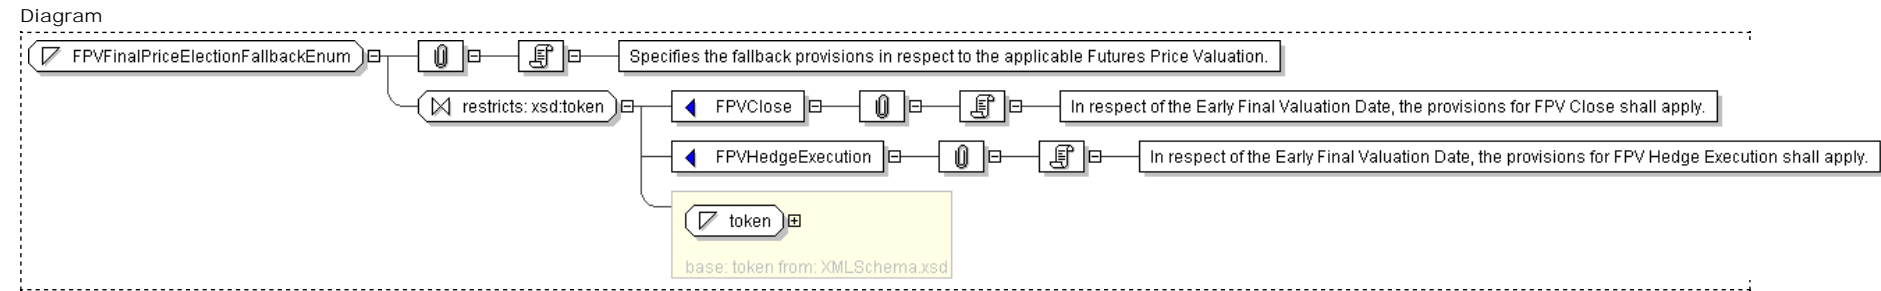 Diagram
FPVFinalPriceElectionFallbackEnum
Specifies the fallback provisions in respect to the applicable Futures Price Valuation.
restricts: xsd:token
FPVClose
In respect of the Early Final Valuation Date, the provisions for FPV Close shall apply.
FPVHedgeExecution
In respect of the Early Final Valuation Date, the provisions for FPV Hedge Execution shall apply.
token
base: token from: XMLSchema.xsd